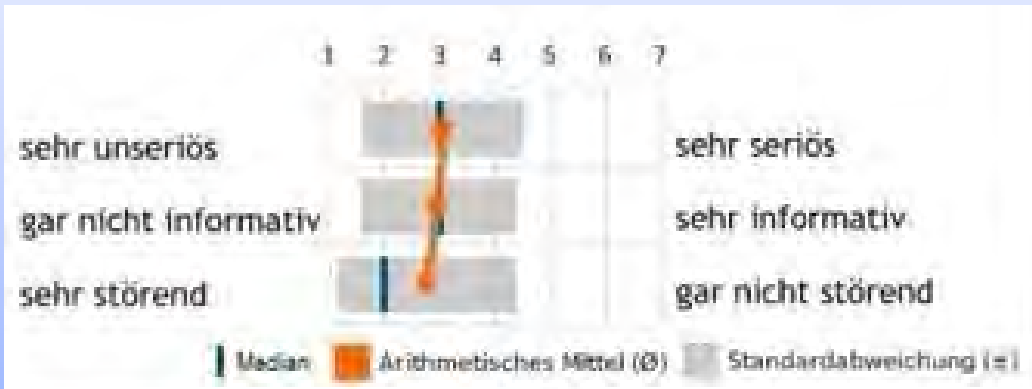 1 2 3 4 5 6 7
sehr unseriös sehr seriös
gar nicht informativ sehr informativ
sehr störend gar nicht störend
Median Arithmetisches Mittel (Ø) Standardabweichung (±)